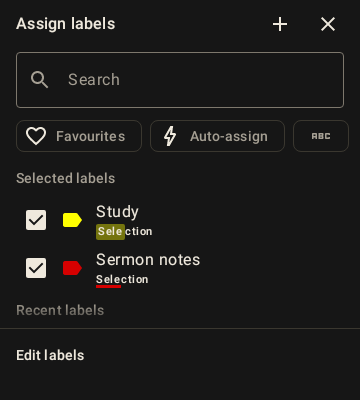 Assign labels
Search
Favourites
Auto-assign
ABC
Selected labels
Study
Selection
Sermon notes
Selection
Recent labels
Edit labels